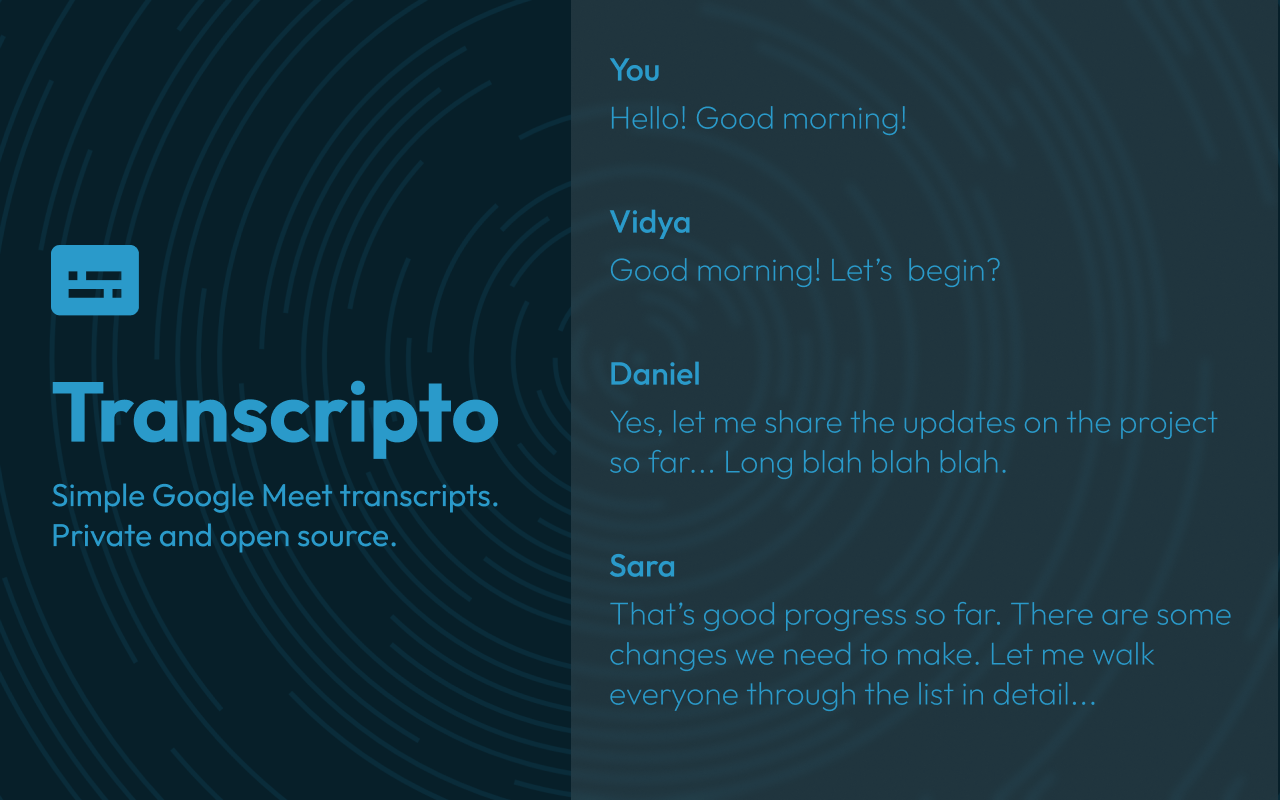 Transcripto
Simple Google Meet transcripts.
Private and open source.
You
Hello! Good morning!
Vidya
Good morning! Let’s  begin?
Daniel
Yes, let me share the updates on the project
so far... Long blah blah blah.
Sara
That’s good progress so far. There are some
changes we need to make. Let me walk
everyone through the list in detail...